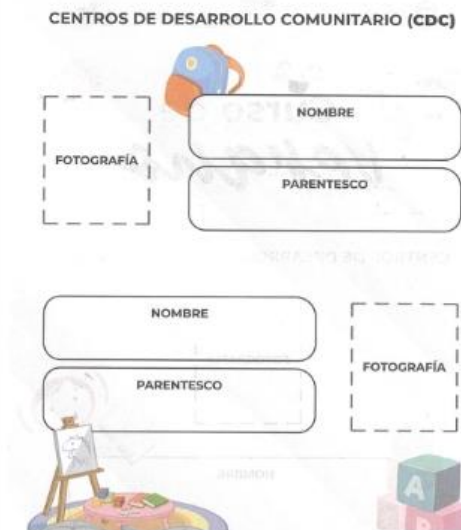 CENTROS DE DESARROLLO COMUNITARIO (CDC)
NOMBRE
FOTOGRAFÍA
PARENTESCO
NOMBRE
FOTOGRAFÍA
PARENTESCO
A